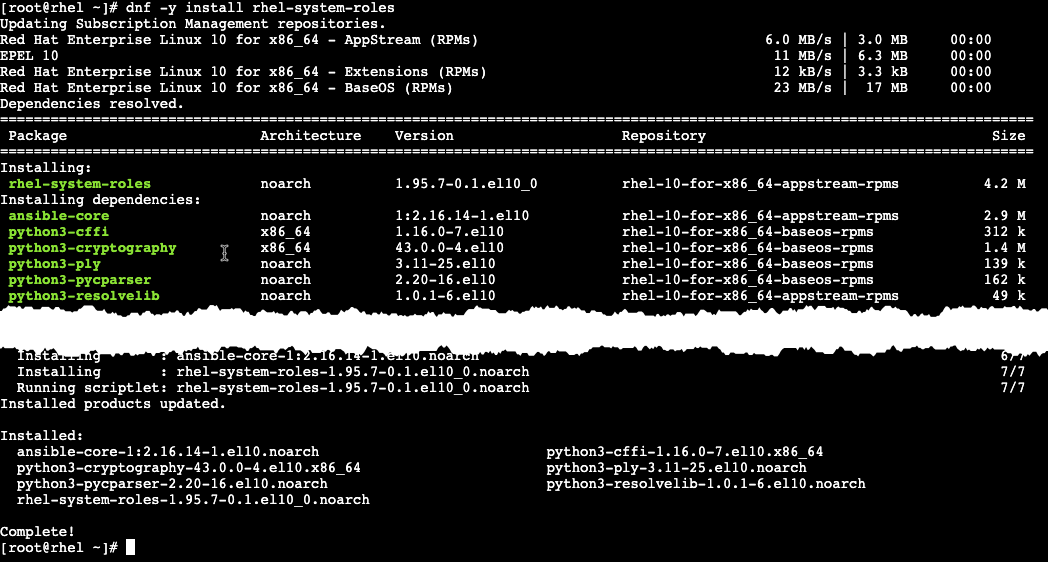 [root@rhel ~]# dnf -y install rhel-system-roles
Updating Subscription Management repositories.
Red Hat Enterprise Linux 10 for x86_64 - AppStream (RPMs) 6.0 MB/s | 3.0 MB 00:00
EPEL 10 11 MB/s | 6.3 MB 00:00
Red Hat Enterprise Linux 10 for x86_64 - Extensions (RPMs) 12 kB/s | 3.3 kB 00:00
Red Hat Enterprise Linux 10 for x86_64 - BaseOS (RPMs) 23 MB/s | 17 MB 00:00
Dependencies resolved.
================================================================================
Package Architecture Version Repository Size
================================================================================
Installing:
rhel-system-roles noarch 1.95.7-0.1.el10_0 rhel-10-for-x86_64-appstream-rpms 4.2 M
Installing dependencies:
ansible-core noarch 1:2.16.14-1.el10 rhel-10-for-x86_64-appstream-rpms 2.9 M
python3-cffi x86_64 1.16.0-7.el10 rhel-10-for-x86_64-baseos-rpms 312 k
python3-cryptography x86_64 43.0.0-4.el10 rhel-10-for-x86_64-baseos-rpms 1.4 M
python3-ply noarch 3.11-25.el10 rhel-10-for-x86_64-baseos-rpms 139 k
python3-pycparser noarch 2.20-16.el10 rhel-10-for-x86_64-baseos-rpms 162 k
python3-resolvelib noarch 1.0.1-6.el10 rhel-10-for-x86_64-appstream-rpms 49 k
Installing : ansible-core-1:2.16.14-1.el10.noarch 6/7
Installing : rhel-system-roles-1.95.7-0.1.el10_0.noarch 7/7
Running scriptlet: rhel-system-roles-1.95.7-0.1.el10_0.noarch 7/7
Installed products updated.
Installed:
ansible-core-1:2.16.14-1.el10.noarch python3-cffi-1.16.0-7.el10.x86_64
python3-cryptography-43.0.0-4.el10.x86_64 python3-ply-3.11-25.el10.noarch
python3-pycparser-2.20-16.el10.noarch python3-resolvelib-1.0.1-6.el10.noarch
rhel-system-roles-1.95.7-0.1.el10_0.noarch
Complete!
[root@rhel ~]#